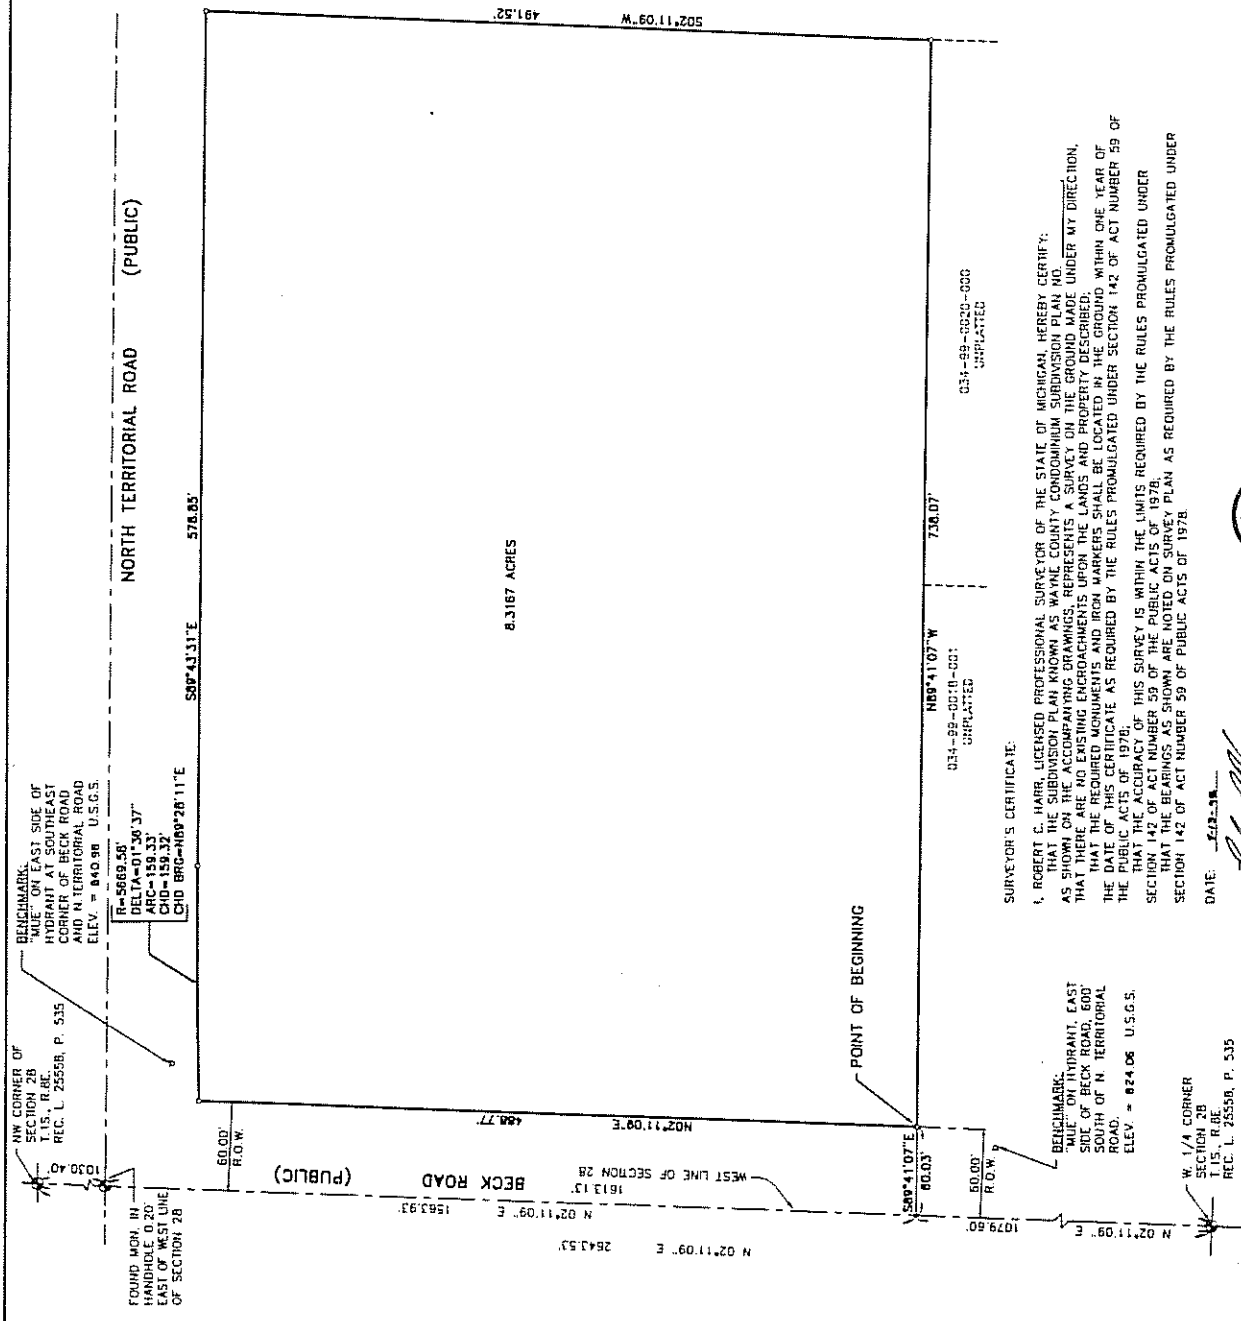 NW CORNER OF
SECTION 28
T.1S., R.8E.
REC. L. 25558, P. 535
1030.40'
FOUND MON. IN
HANDHOLE 0.20'
EAST OF WEST LINE
OF SECTION 28
BENCHMARK:
"MUE" ON EAST SIDE OF
HYDRANT AT SOUTHEAST
CORNER OF BECK ROAD
AND N.TERRITORIAL ROAD
ELEV. = 840.98 U.S.G.S.
R=5669.58'
DELTA=01°36'37"
ARC=159.33'
CHD=159.32'
CHD BRG=N89°28'11"E
NORTH TERRITORIAL ROAD (PUBLIC)
S89°43'31"E 578.85'
S02°11'09"W 491.52'
8.3167 ACRES
60.00'
R.O.W.
N02°11'09"E 488.77'
BECK ROAD (PUBLIC)
WEST LINE OF SECTION 28
1613.13'
N 02°11'09" E 1563.93'
N 02°11'09" E 2643.53'
POINT OF BEGINNING
N89°41'07"W 738.07'
034-99-0018-001
UNPLATTED
034-99-0020-000
UNPLATTED
S89°41'07"E
60.03'
60.00'
R.O.W.
1079.60'
N 02°11'09" E
BENCHMARK:
"MUE" ON HYDRANT, EAST
SIDE OF BECK ROAD, 600'
SOUTH OF N. TERRITORIAL
ROAD.
ELEV. = 824.06 U.S.G.S.
W. 1/4 CORNER
SECTION 28
T.1S., R.8E.
REC. L. 25558, P. 535
SURVEYOR'S CERTIFICATE:
I, ROBERT C. HARR, LICENSED PROFESSIONAL SURVEYOR OF THE STATE OF MICHIGAN, HEREBY CERTIFY:
THAT THE SUBDIVISION PLAN KNOWN AS WAYNE COUNTY CONDOMINIUM SUBDIVISION PLAN NO.
AS SHOWN ON THE ACCOMPANYING DRAWINGS, REPRESENTS A SURVEY ON THE GROUND MADE UNDER MY DIRECTION,
THAT THERE ARE NO EXISTING ENCROACHMENTS UPON THE LANDS AND PROPERTY DESCRIBED;
THAT THE REQUIRED MONUMENTS AND IRON MARKERS SHALL BE LOCATED IN THE GROUND WITHIN ONE YEAR OF
THE DATE OF THIS CERTIFICATE AS REQUIRED BY THE RULES PROMULGATED UNDER SECTION 142 OF ACT NUMBER 59 OF
THE PUBLIC ACTS OF 1978;
THAT THE ACCURACY OF THIS SURVEY IS WITHIN THE LIMITS REQUIRED BY THE RULES PROMULGATED UNDER
SECTION 142 OF ACT NUMBER 59 OF THE PUBLIC ACTS OF 1978;
THAT THE BEARINGS AS SHOWN ARE NOTED ON SURVEY PLAN AS REQUIRED BY THE RULES PROMULGATED UNDER
SECTION 142 OF ACT NUMBER 59 OF PUBLIC ACTS OF 1978.
DATE: